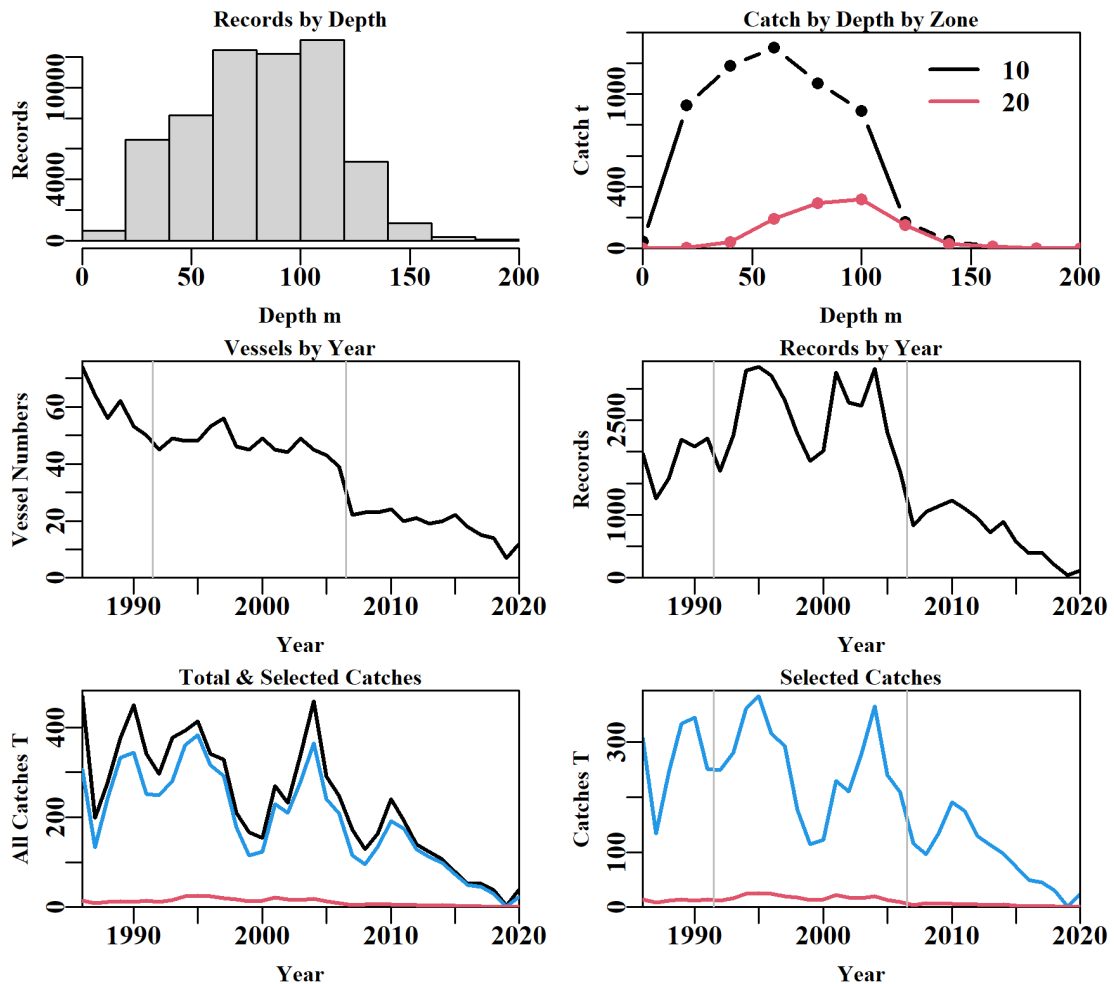 Records by Depth
Records
0
4000
10000
0
50
100
150
200
Depth m
Catch by Depth by Zone
Catch t
0
400
1000
10
20
0
50
100
150
200
Depth m
Vessels by Year
Vessel Numbers
0
20
40
60
1990
2000
2010
2020
Year
Records by Year
Records
0
1000
2500
1990
2000
2010
2020
Year
Total & Selected Catches
All Catches T
0
200
400
1990
2000
2010
2020
Year
Selected Catches
Catches T
0
100
300
1990
2000
2010
2020
Year